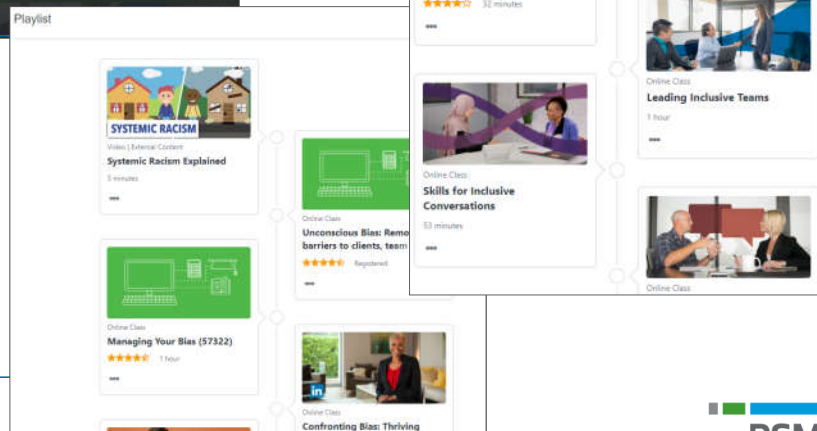 Playlist
SYSTEMIC RACISM
Video | External Content
Systemic Racism Explained
5 minutes
Online Class
Unconscious Bias: Remo
barriers to clients, team
Registered
Online Class
Managing Your Bias (57322)
1 hour
in
Online Class
Confronting Bias: Thriving
32 minutes
Online Class
Leading Inclusive Teams
1 hour
Online Class
Skills for Inclusive
Conversations
53 minutes
Online Class
RSM